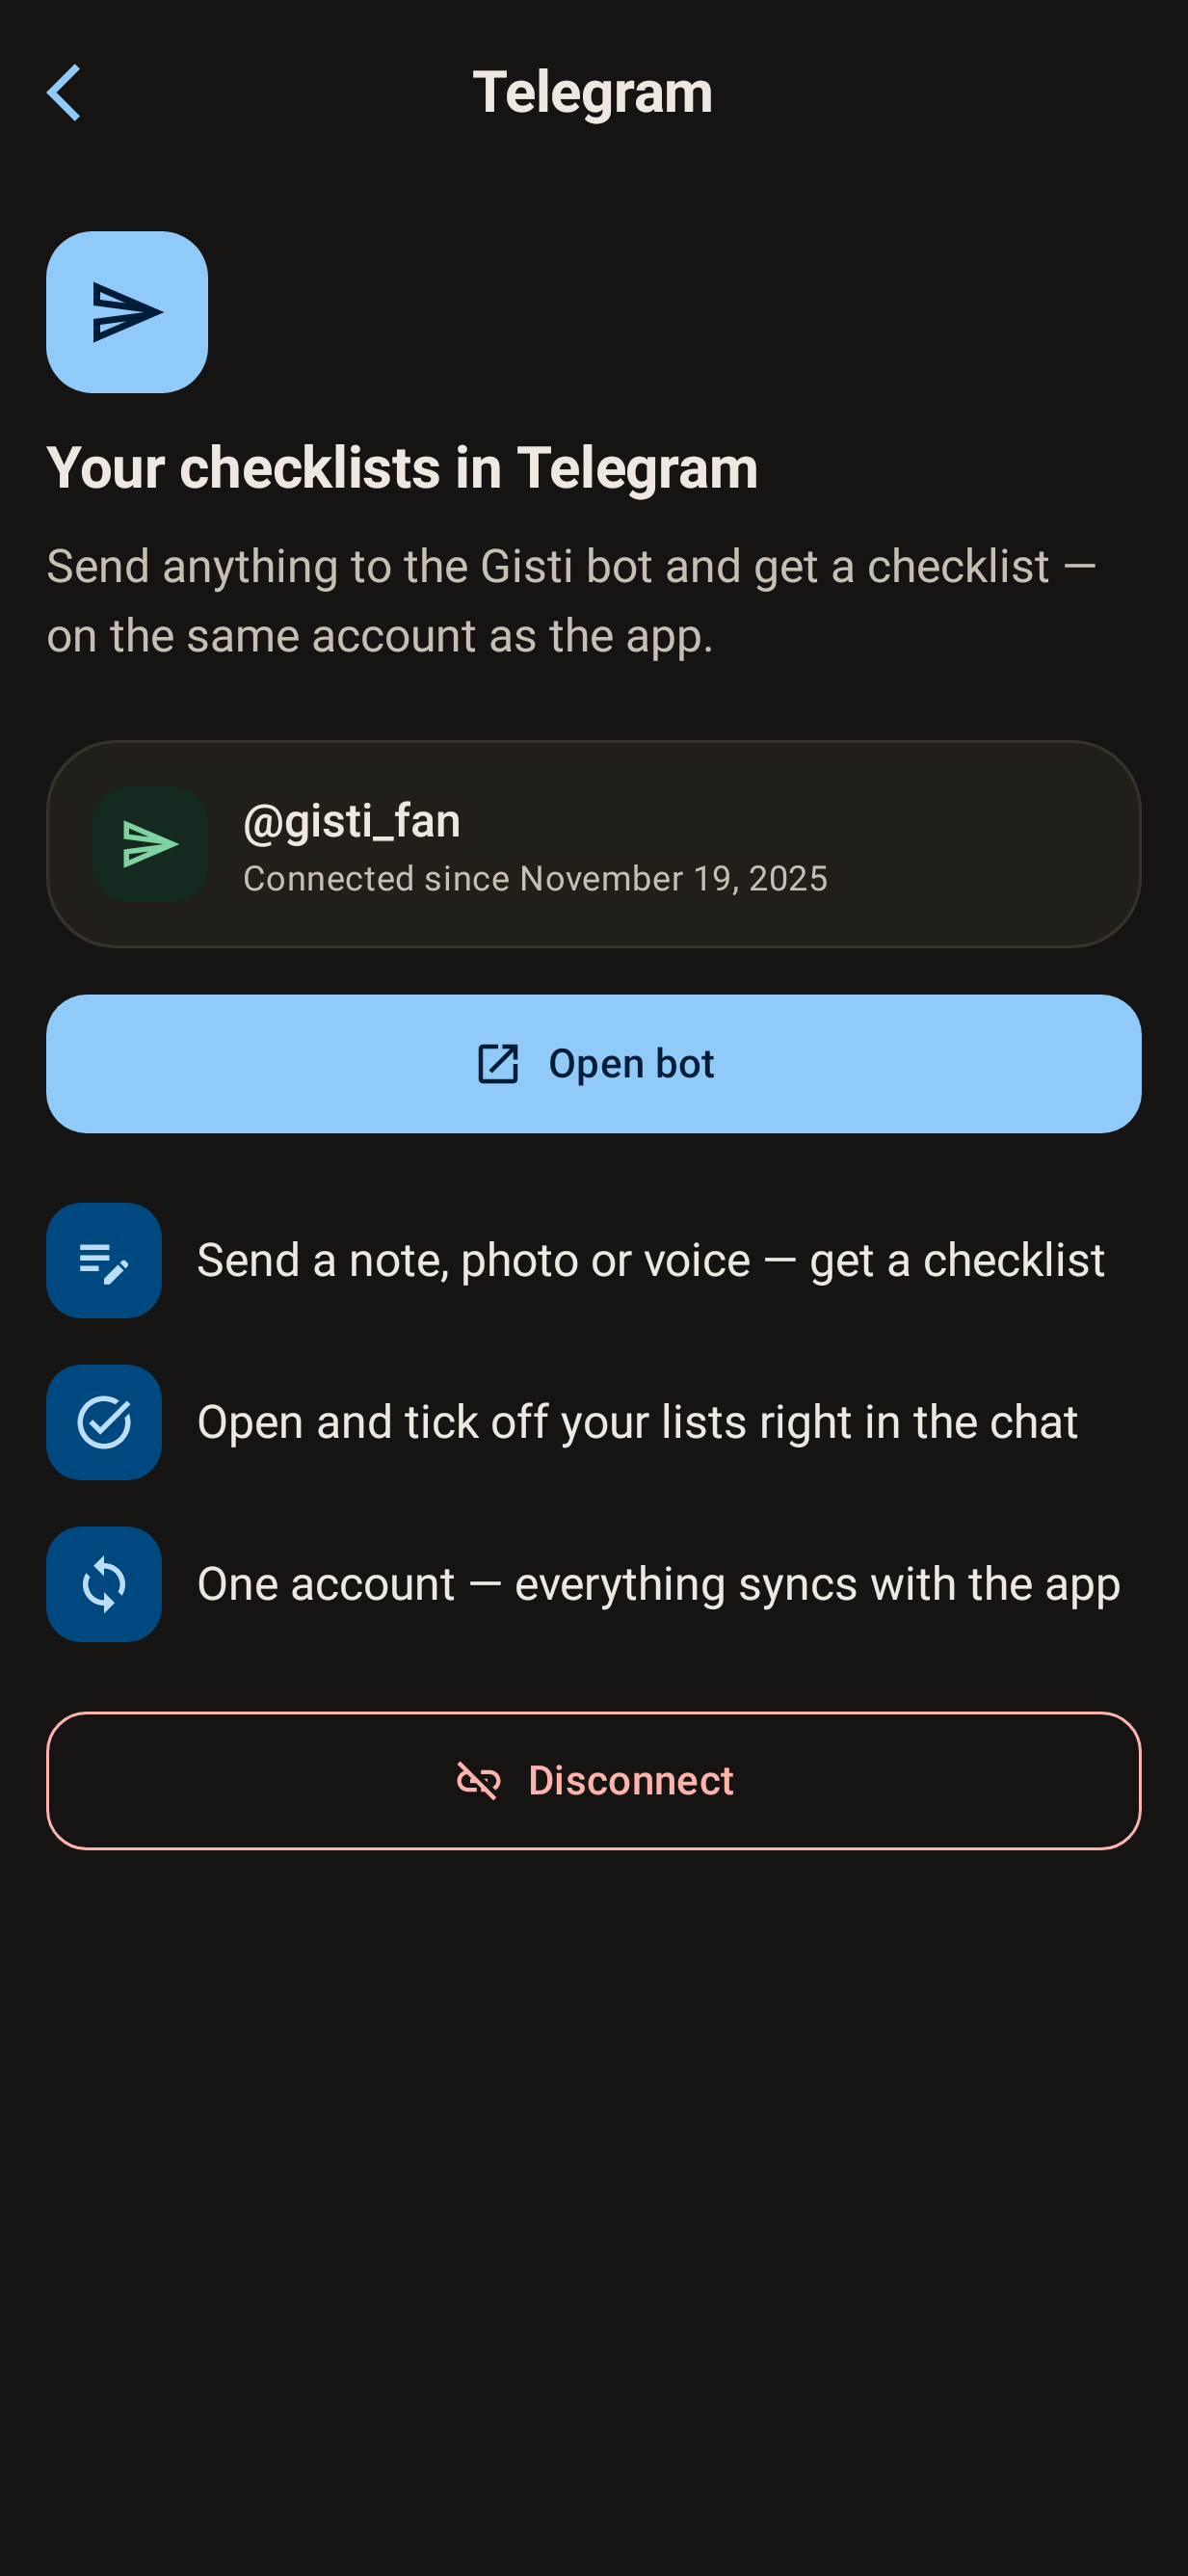 Telegram
Your checklists in Telegram
Send anything to the Gisti bot and get a checklist —
on the same account as the app.
@gisti_fan
Connected since November 19, 2025
Open bot
Send a note, photo or voice — get a checklist
Open and tick off your lists right in the chat
One account — everything syncs with the app
Disconnect